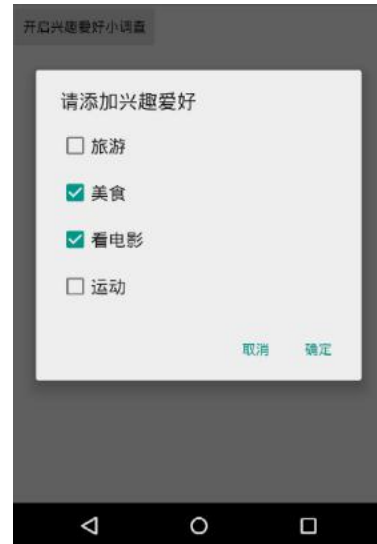 开启兴趣爱好小调查
请添加兴趣爱好
旅游
美食
看电影
运动
取消 确定